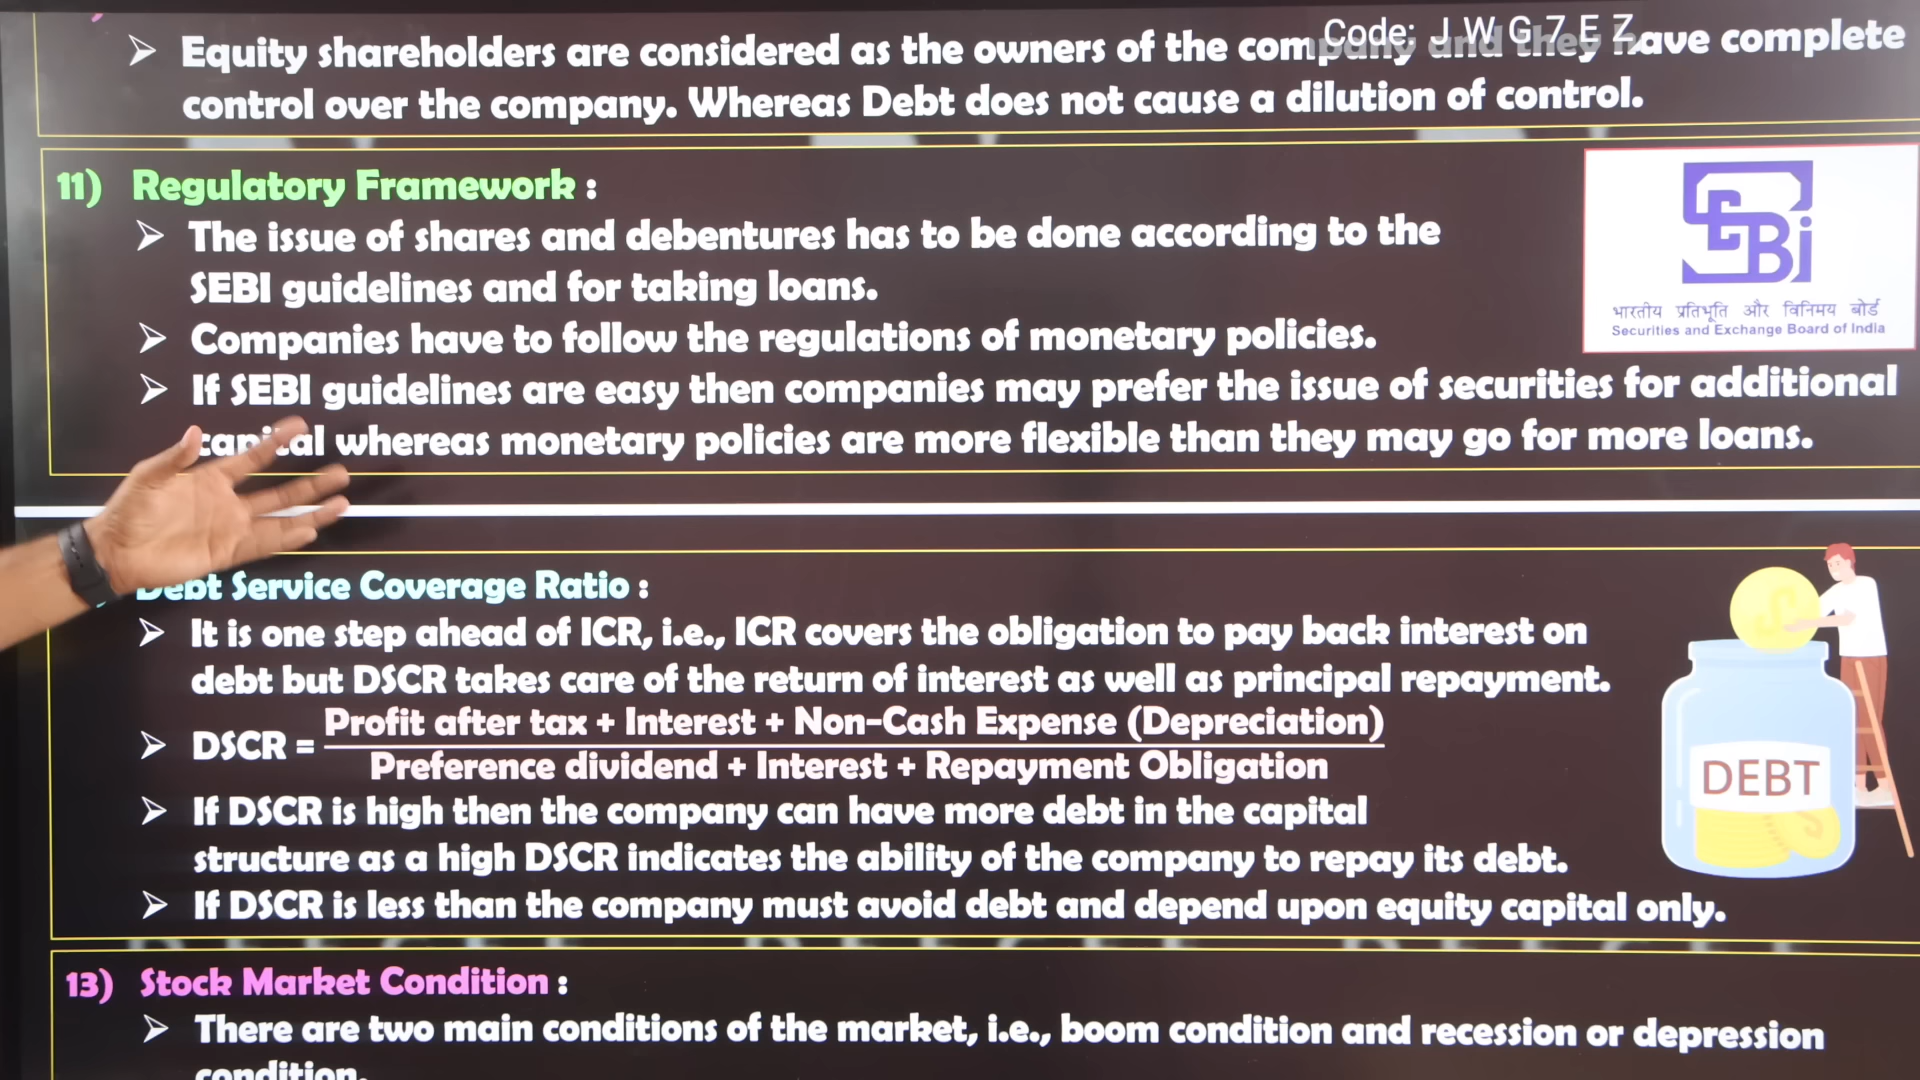 Code: J W G 7 E Z
Equity shareholders are considered as the owners of the company and they have complete
control over the company. Whereas Debt does not cause a dilution of control.
11) Regulatory Framework :
The issue of shares and debentures has to be done according to the
SEBI guidelines and for taking loans.
Companies have to follow the regulations of monetary policies.
If SEBI guidelines are easy then companies may prefer the issue of securities for additional
capital whereas monetary policies are more flexible than they may go for more loans.
SEBI
भारतीय प्रतिभूति और विनिमय बोर्ड
Securities and Exchange Board of India
Debt Service Coverage Ratio :
It is one step ahead of ICR, i.e., ICR covers the obligation to pay back interest on
debt but DSCR takes care of the return of interest as well as principal repayment.
Profit after tax + Interest + Non-Cash Expense (Depreciation)
DSCR =
Preference dividend + Interest + Repayment Obligation
If DSCR is high then the company can have more debt in the capital
structure as a high DSCR indicates the ability of the company to repay its debt.
If DSCR is less than the company must avoid debt and depend upon equity capital only.
DEBT
13) Stock Market Condition :
There are two main conditions of the market, i.e., boom condition and recession or depression
condition.